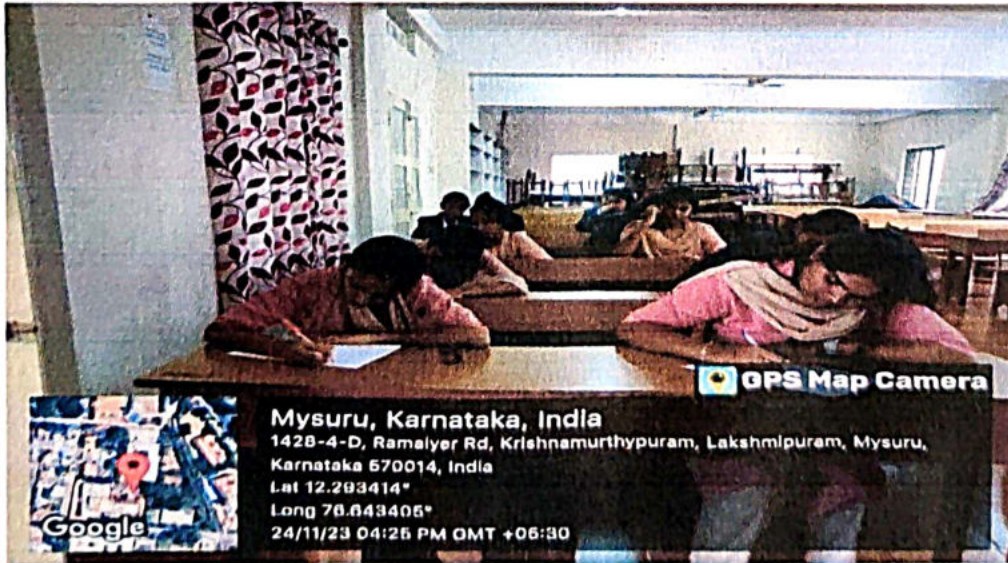 GPS Map Camera
Mysuru, Karnataka, India
1428-4-D, Ramaiyer Rd, Krishnamurthypuram, Lakshmipuram, Mysuru,
Karnataka 570014, India
Lat 12.293414°
Long 76.643405°
24/11/23 04:25 PM GMT +05:30
Google